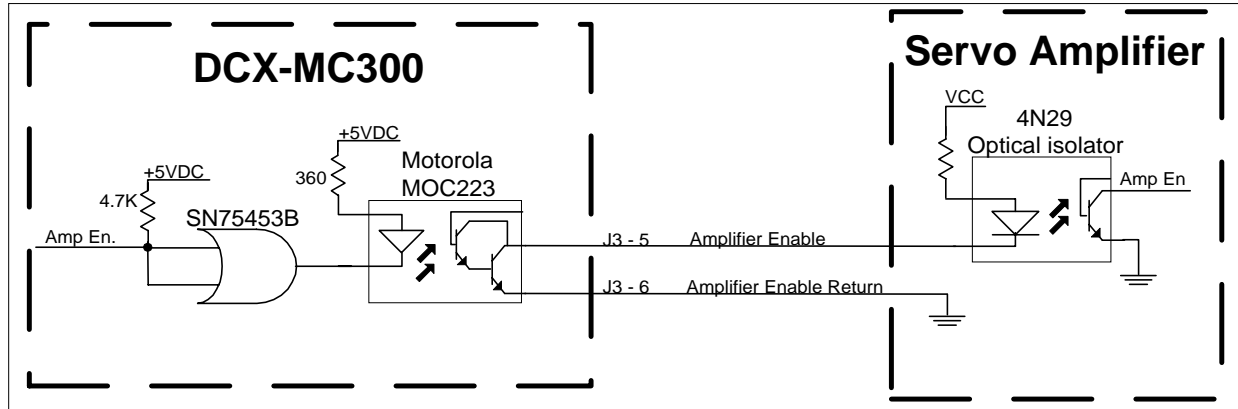 DCX-MC300
Servo Amplifier
+5VDC
4.7K
SN75453B
Amp En.
+5VDC
360
Motorola
MOC223
J3 - 5 Amplifier Enable
J3 - 6 Amplifier Enable Return
VCC
4N29
Optical isolator
Amp En